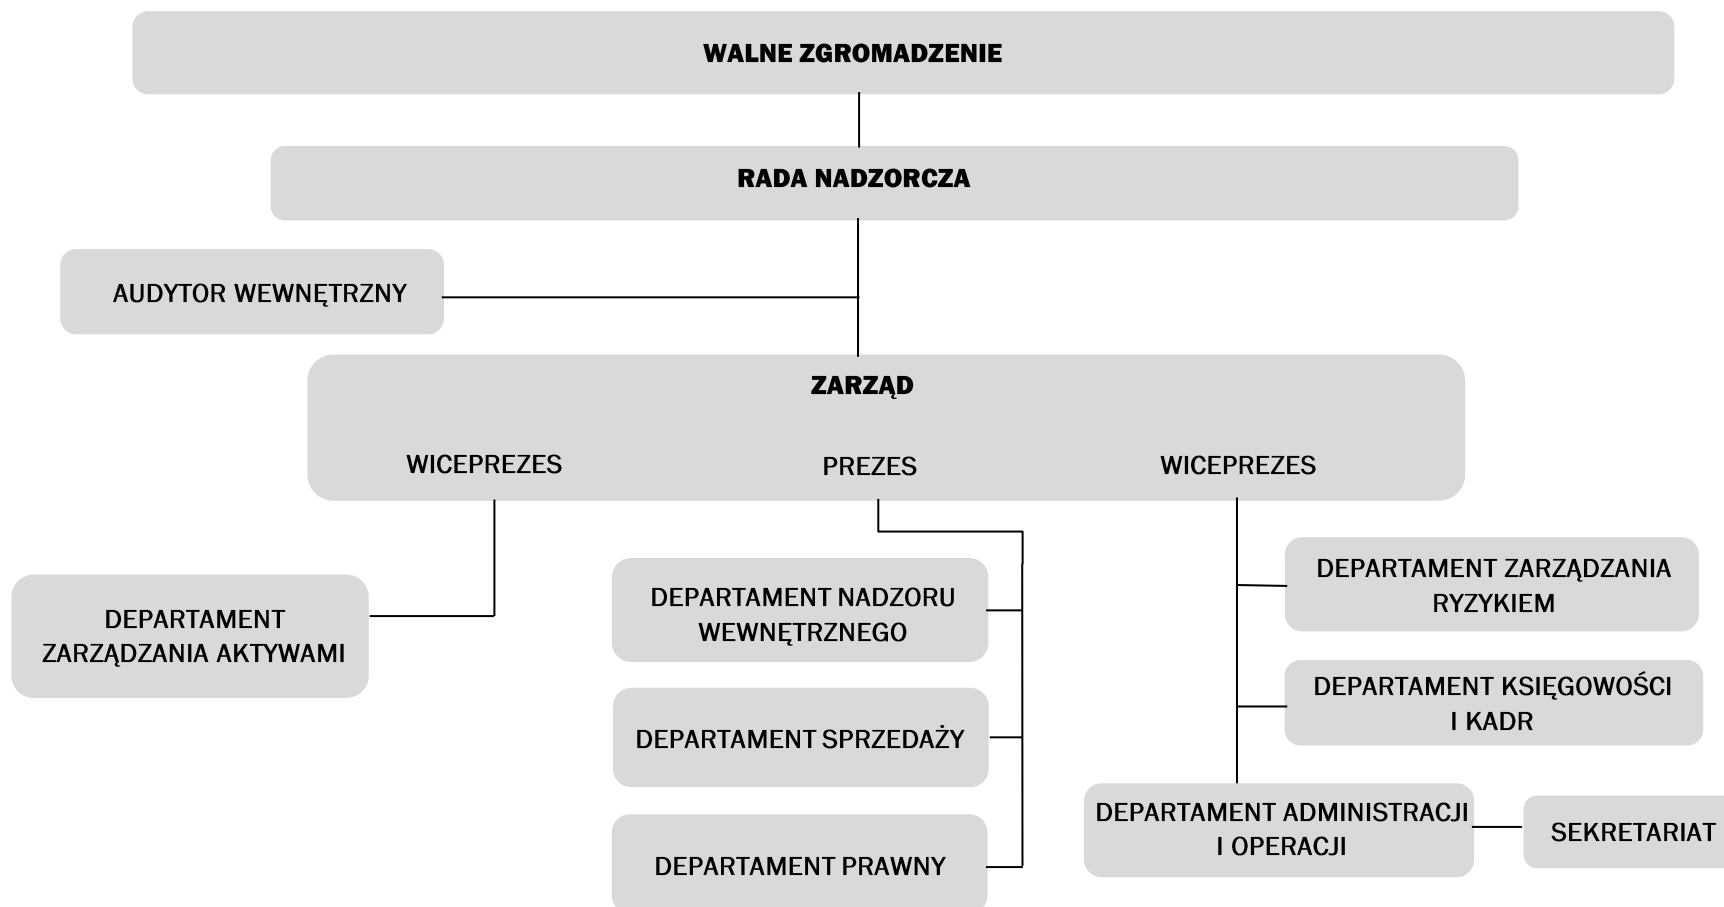 WALNE ZGROMADZENIE
RADA NADZORCZA
AUDYTOR WEWNĘTRZNY
ZARZĄD
WICEPREZES
PREZES
WICEPREZES
DEPARTAMENT
ZARZĄDZANIA AKTYWAMI
DEPARTAMENT NADZORU
WEWNĘTRZNEGO
DEPARTAMENT SPRZEDAŻY
DEPARTAMENT PRAWNY
DEPARTAMENT ZARZĄDZANIA
RYZYKIEM
DEPARTAMENT KSIĘGOWOŚCI
I KADR
DEPARTAMENT ADMINISTRACJI
I OPERACJI
SEKRETARIAT